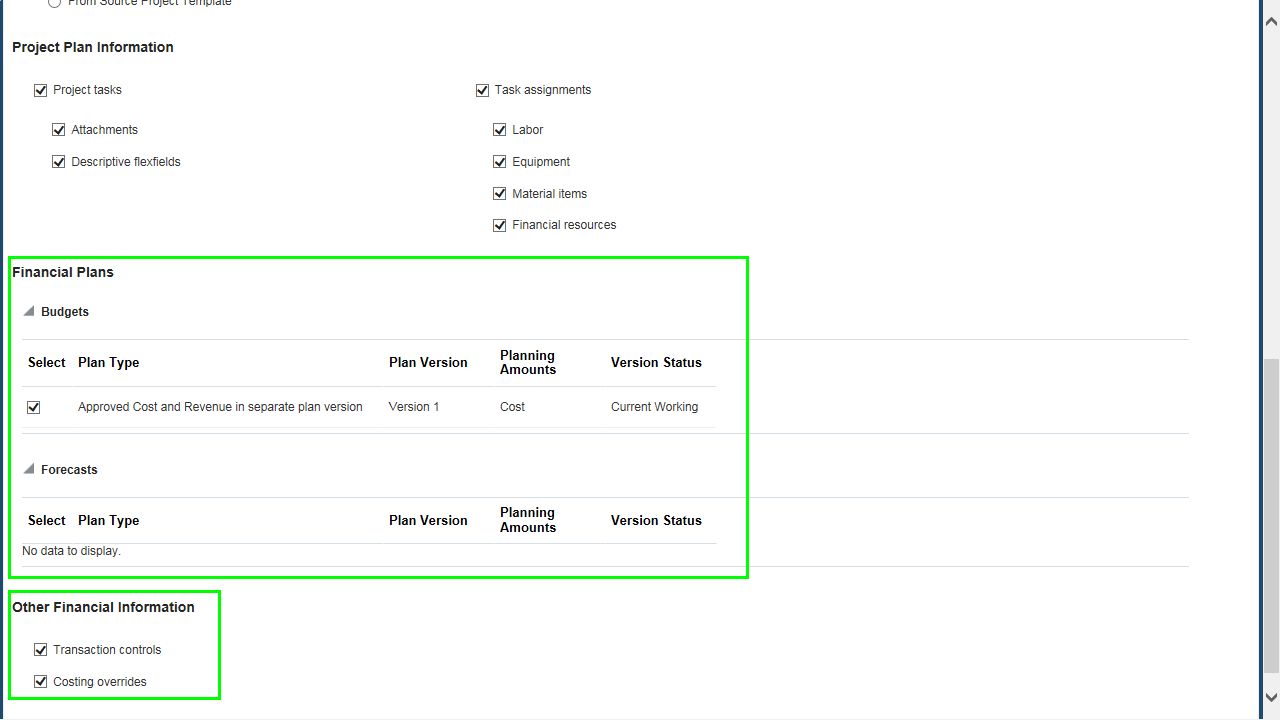 From Source Project Template
Project Plan Information
Project tasks
Task assignments
Attachments
Labor
Descriptive flexfields
Equipment
Material items
Financial resources
Financial Plans
Budgets
Select Plan Type Plan Version Planning Amounts Version Status
Approved Cost and Revenue in separate plan version Version 1 Cost Current Working
Forecasts
Select Plan Type Plan Version Planning Amounts Version Status
No data to display.
Other Financial Information
Transaction controls
Costing overrides